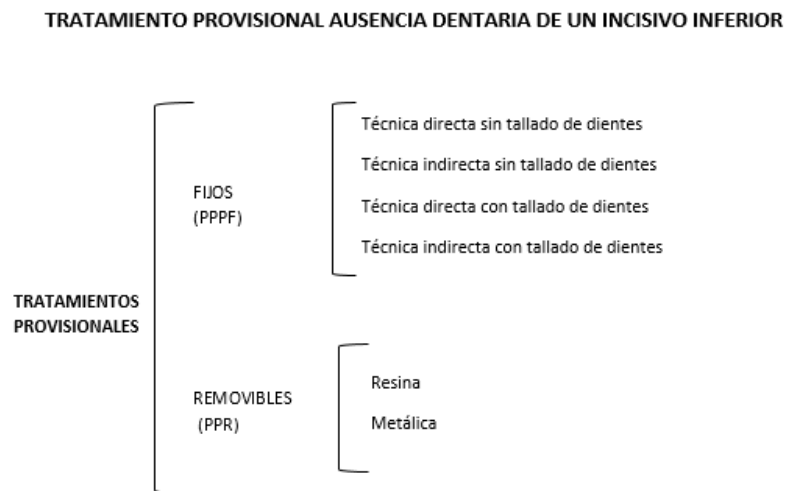 TRATAMIENTO PROVISIONAL AUSENCIA DENTARIA DE UN INCISIVO INFERIOR
TRATAMIENTOS
PROVISIONALES
FIJOS
(PPPF)
Técnica directa sin tallado de dientes
Técnica indirecta sin tallado de dientes
Técnica directa con tallado de dientes
Técnica indirecta con tallado de dientes
REMOVIBLES
(PPR)
Resina
Metálica